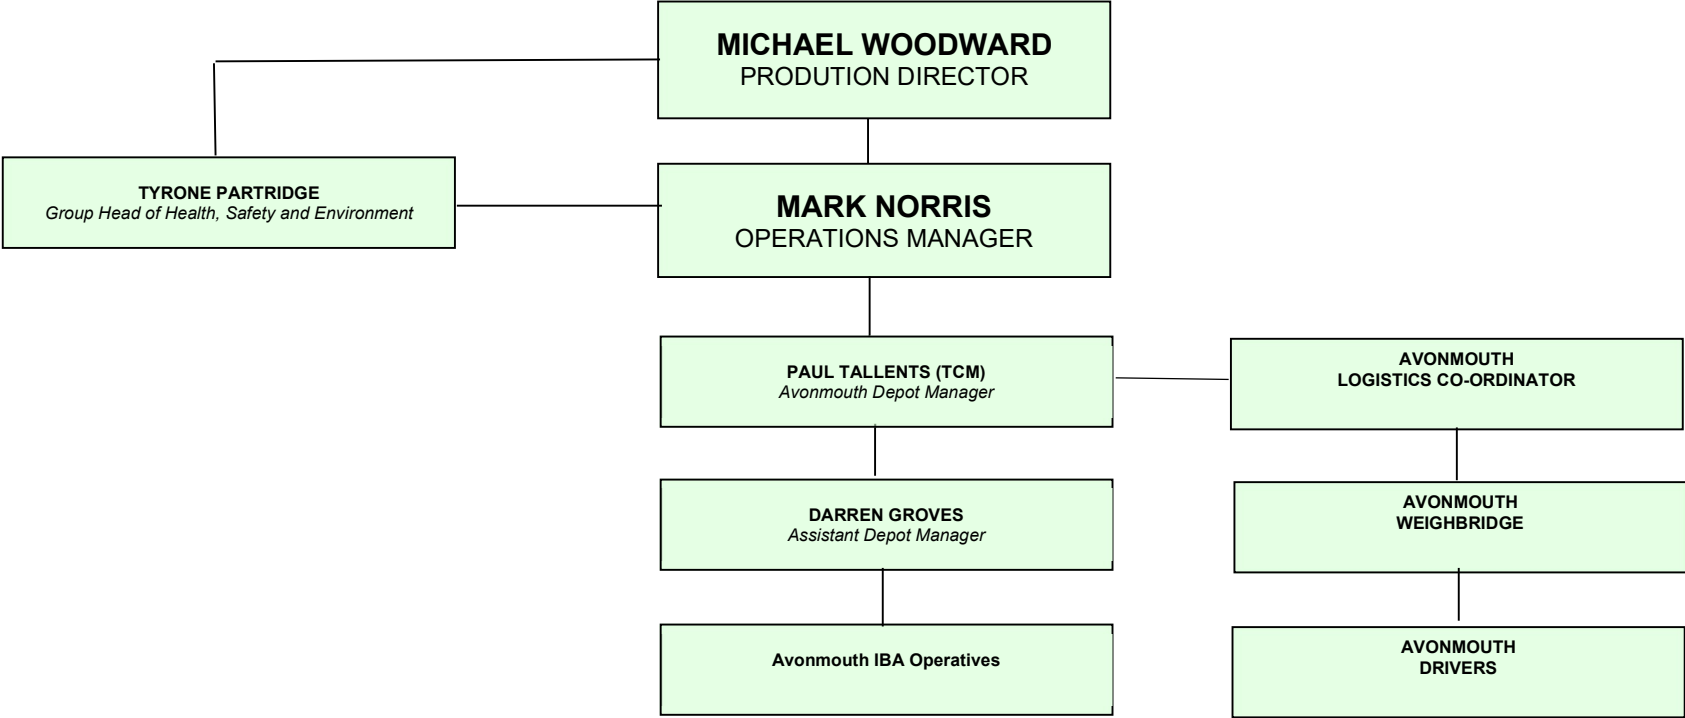 MICHAEL WOODWARD
PRODUTION DIRECTOR
TYRONE PARTRIDGE
Group Head of Health, Safety and Environment
MARK NORRIS
OPERATIONS MANAGER
PAUL TALLENTS (TCM)
Avonmouth Depot Manager
AVONMOUTH
LOGISTICS CO-ORDINATOR
DARREN GROVES
Assistant Depot Manager
AVONMOUTH
WEIGHBRIDGE
Avonmouth IBA Operatives
AVONMOUTH
DRIVERS